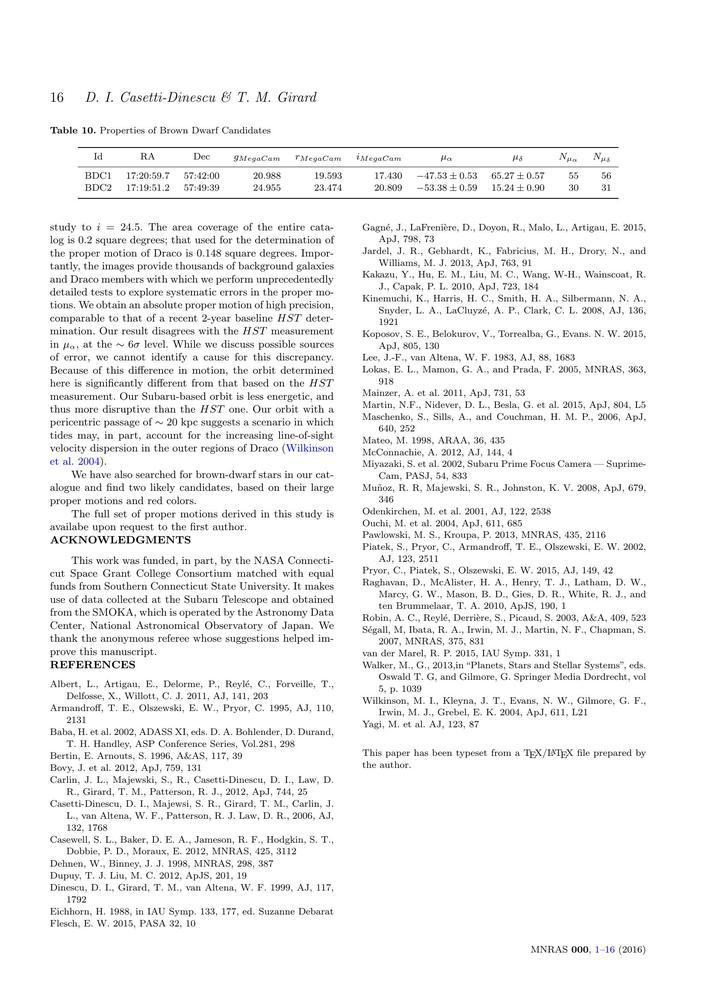 16 D. I. Casetti-Dinescu & T. M. Girard
Table 10. Properties of Brown Dwarf Candidates
Id RA Dec gMegaCam rMegaCam iMegaCam μα μδ Nμα Nμδ
BDC1 17:20:59.7 57:42:00 20.988 19.593 17.430 −47.53 ± 0.53 65.27 ± 0.57 55 56
BDC2 17:19:51.2 57:49:39 24.955 23.474 20.809 −53.38 ± 0.59 15.24 ± 0.90 30 31
study to i = 24.5. The area coverage of the entire cata-
log is 0.2 square degrees; that used for the determination of
the proper motion of Draco is 0.148 square degrees. Impor-
tantly, the images provide thousands of background galaxies
and Draco members with which we perform unprecedentedly
detailed tests to explore systematic errors in the proper mo-
tions. We obtain an absolute proper motion of high precision,
comparable to that of a recent 2-year baseline HST deter-
mination. Our result disagrees with the HST measurement
in μα, at the ∼ 6σ level. While we discuss possible sources
of error, we cannot identify a cause for this discrepancy.
Because of this difference in motion, the orbit determined
here is significantly different from that based on the HST
measurement. Our Subaru-based orbit is less energetic, and
thus more disruptive than the HST one. Our orbit with a
pericentric passage of ∼ 20 kpc suggests a scenario in which
tides may, in part, account for the increasing line-of-sight
velocity dispersion in the outer regions of Draco (Wilkinson
et al. 2004).
We have also searched for brown-dwarf stars in our cat-
alogue and find two likely candidates, based on their large
proper motions and red colors.
The full set of proper motions derived in this study is
availabe upon request to the first author.
ACKNOWLEDGMENTS
This work was funded, in part, by the NASA Connecti-
cut Space Grant College Consortium matched with equal
funds from Southern Connecticut State University. It makes
use of data collected at the Subaru Telescope and obtained
from the SMOKA, which is operated by the Astronomy Data
Center, National Astronomical Observatory of Japan. We
thank the anonymous referee whose suggestions helped im-
prove this manuscript.
REFERENCES
Albert, L., Artigau, E., Delorme, P., Reylé, C., Forveille, T.,
Delfosse, X., Willott, C. J. 2011, AJ, 141, 203
Armandroff, T. E., Olszewski, E. W., Pryor, C. 1995, AJ, 110,
2131
Baba, H. et al. 2002, ADASS XI, eds. D. A. Bohlender, D. Durand,
T. H. Handley, ASP Conference Series, Vol.281, 298
Bertin, E. Arnouts, S. 1996, A&AS, 117, 39
Bovy, J. et al. 2012, ApJ, 759, 131
Carlin, J. L., Majewski, S., R., Casetti-Dinescu, D. I., Law, D.
R., Girard, T. M., Patterson, R. J., 2012, ApJ, 744, 25
Casetti-Dinescu, D. I., Majewsi, S. R., Girard, T. M., Carlin, J.
L., van Altena, W. F., Patterson, R. J. Law, D. R., 2006, AJ,
132, 1768
Casewell, S. L., Baker, D. E. A., Jameson, R. F., Hodgkin, S. T.,
Dobbie, P. D., Moraux, E. 2012, MNRAS, 425, 3112
Dehnen, W., Binney, J. J. 1998, MNRAS, 298, 387
Dupuy, T. J. Liu, M. C. 2012, ApJS, 201, 19
Dinescu, D. I., Girard, T. M., van Altena, W. F. 1999, AJ, 117,
1792
Eichhorn, H. 1988, in IAU Symp. 133, 177, ed. Suzanne Debarat
Flesch, E. W. 2015, PASA 32, 10
Gagné, J., LaFrenière, D., Doyon, R., Malo, L., Artigau, E. 2015,
ApJ, 798, 73
Jardel, J. R., Gebhardt, K., Fabricius, M. H., Drory, N., and
Williams, M. J. 2013, ApJ, 763, 91
Kakazu, Y., Hu, E. M., Liu, M. C., Wang, W-H., Wainscoat, R.
J., Capak, P. L. 2010, ApJ, 723, 184
Kinemuchi, K., Harris, H. C., Smith, H. A., Silbermann, N. A.,
Snyder, L. A., LaCluyzé, A. P., Clark, C. L. 2008, AJ, 136,
1921
Koposov, S. E., Belokurov, V., Torrealba, G., Evans. N. W. 2015,
ApJ, 805, 130
Lee, J.-F., van Altena, W. F. 1983, AJ, 88, 1683
Lokas, E. L., Mamon, G. A., and Prada, F. 2005, MNRAS, 363,
918
Mainzer, A. et al. 2011, ApJ, 731, 53
Martin, N.F., Nidever, D. L., Besla, G. et al. 2015, ApJ, 804, L5
Maschenko, S., Sills, A., and Couchman, H. M. P., 2006, ApJ,
640, 252
Mateo, M. 1998, ARAA, 36, 435
McConnachie, A. 2012, AJ, 144, 4
Miyazaki, S. et al. 2002, Subaru Prime Focus Camera — Suprime-
Cam, PASJ, 54, 833
Muñoz, R. R, Majewski, S. R., Johnston, K. V. 2008, ApJ, 679,
346
Odenkirchen, M. et al. 2001, AJ, 122, 2538
Ouchi, M. et al. 2004, ApJ, 611, 685
Pawlowski, M. S., Kroupa, P. 2013, MNRAS, 435, 2116
Piatek, S., Pryor, C., Armandroff, T. E., Olszewski, E. W. 2002,
AJ, 123, 2511
Pryor, C., Piatek, S., Olszewski, E. W. 2015, AJ, 149, 42
Raghavan, D., McAlister, H. A., Henry, T. J., Latham, D. W.,
Marcy, G. W., Mason, B. D., Gies, D. R., White, R. J., and
ten Brummelaar, T. A. 2010, ApJS, 190, 1
Robin, A. C., Reylé, Derrière, S., Picaud, S. 2003, A&A, 409, 523
Ségall, M, Ibata, R. A., Irwin, M. J., Martin, N. F., Chapman, S.
2007, MNRAS, 375, 831
van der Marel, R. P. 2015, IAU Symp. 331, 1
Walker, M., G., 2013,in “Planets, Stars and Stellar Systems”, eds.
Oswald T. G, and Gilmore, G. Springer Media Dordrecht, vol
5, p. 1039
Wilkinson, M. I., Kleyna, J. T., Evans, N. W., Gilmore, G. F.,
Irwin, M. J., Grebel, E. K. 2004, ApJ, 611, L21
Yagi, M. et al. AJ, 123, 87
This paper has been typeset from a TEX/LATEX file prepared by
the author.
MNRAS 000, 1–16 (2016)